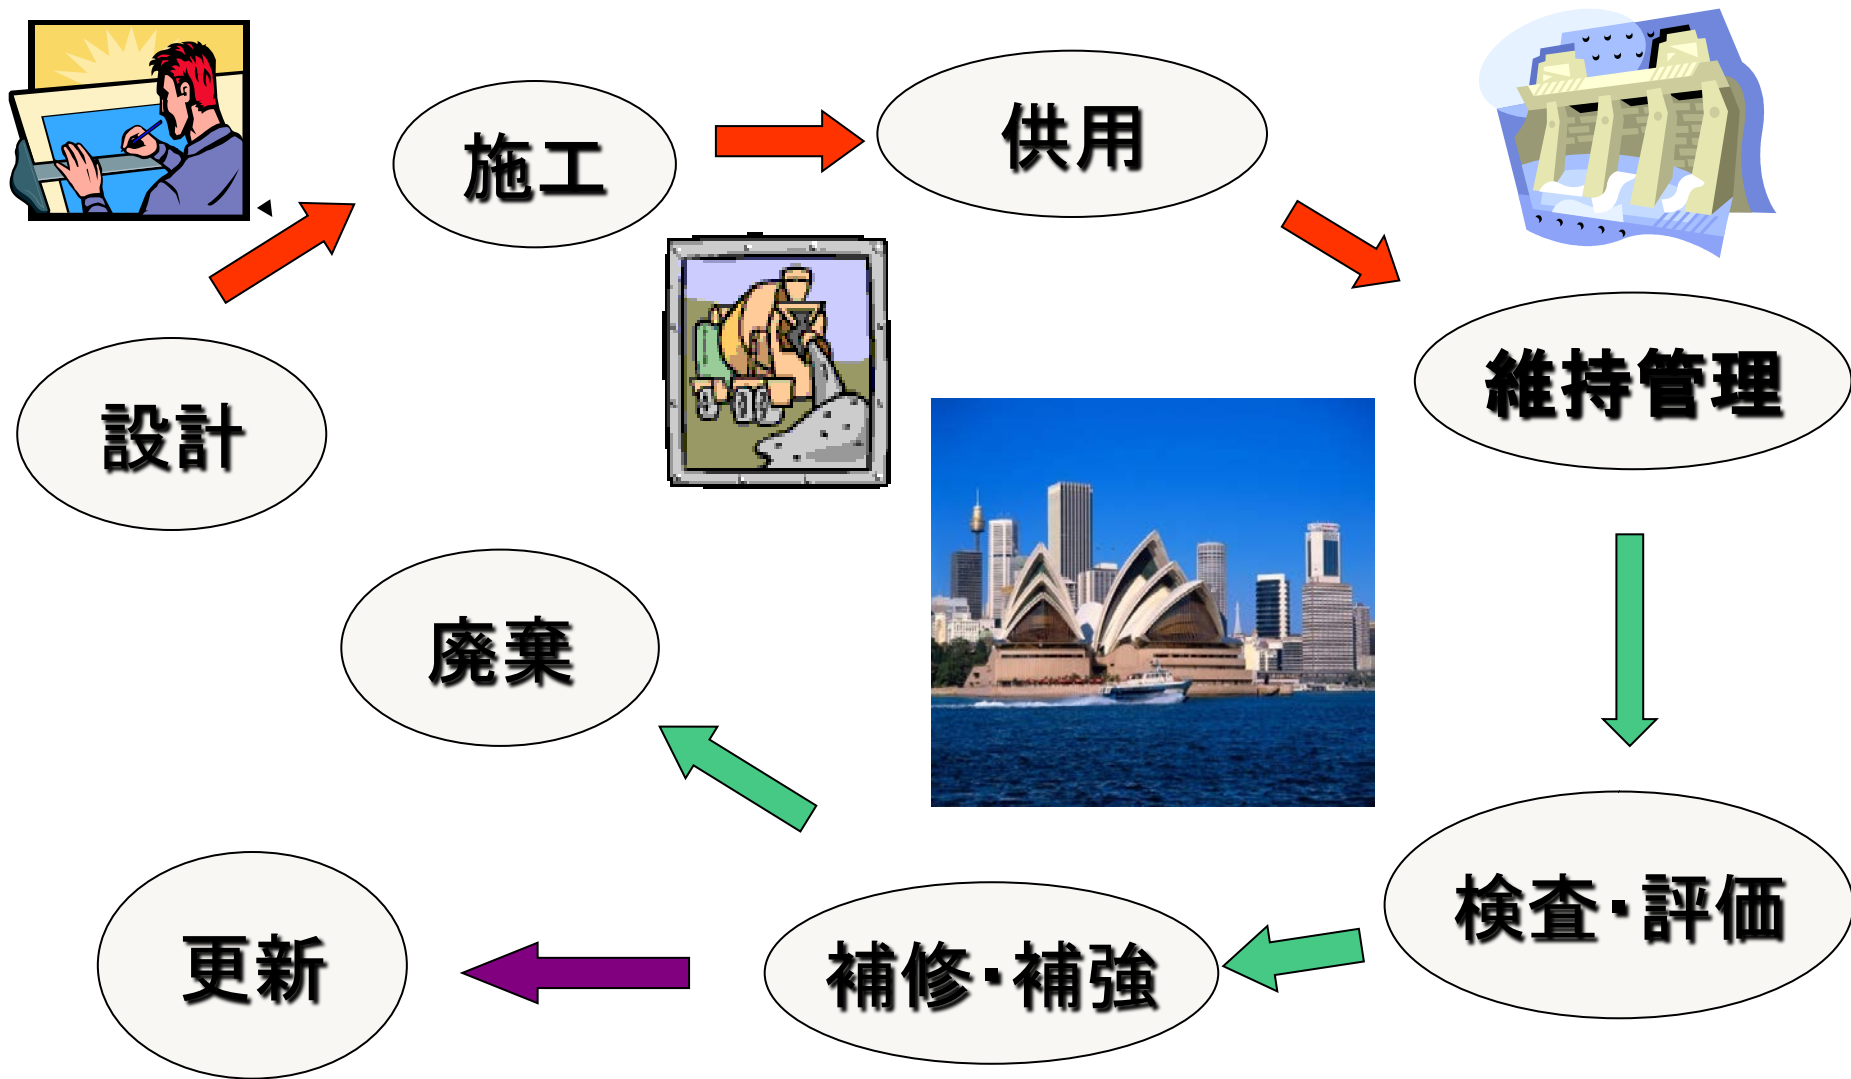 設計
施工
供用
維持管理
検査・評価
補修・補強
廃棄
更新